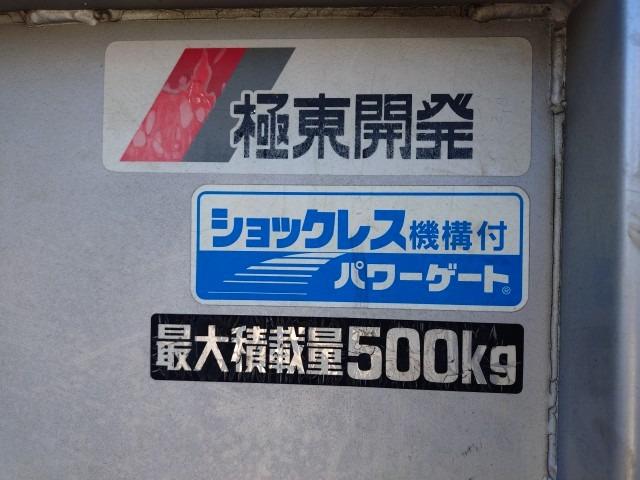 極東開発
ショックレス機構付
パワーゲート®
最大積載量500kg